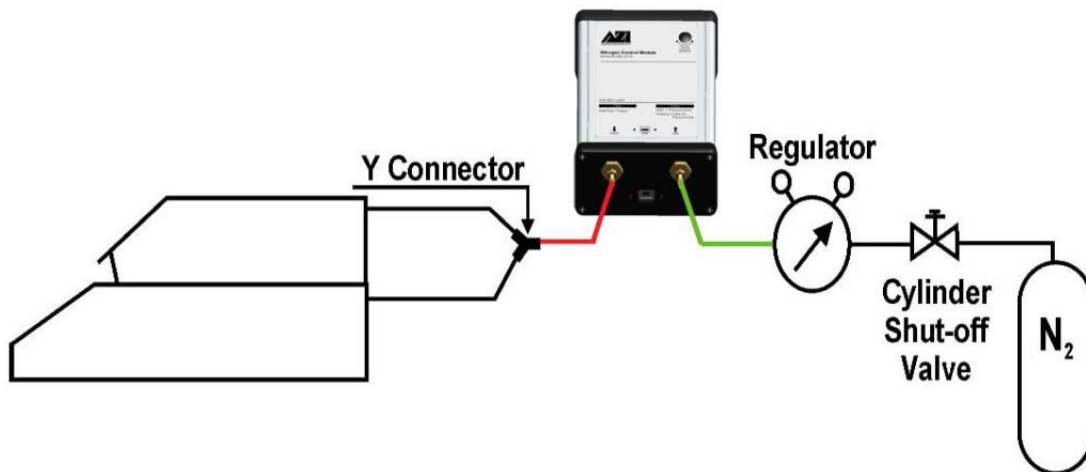 AZI
Nitrogen Control Module
Y Connector
Regulator
Cylinder
Shut-off
Valve
N₂